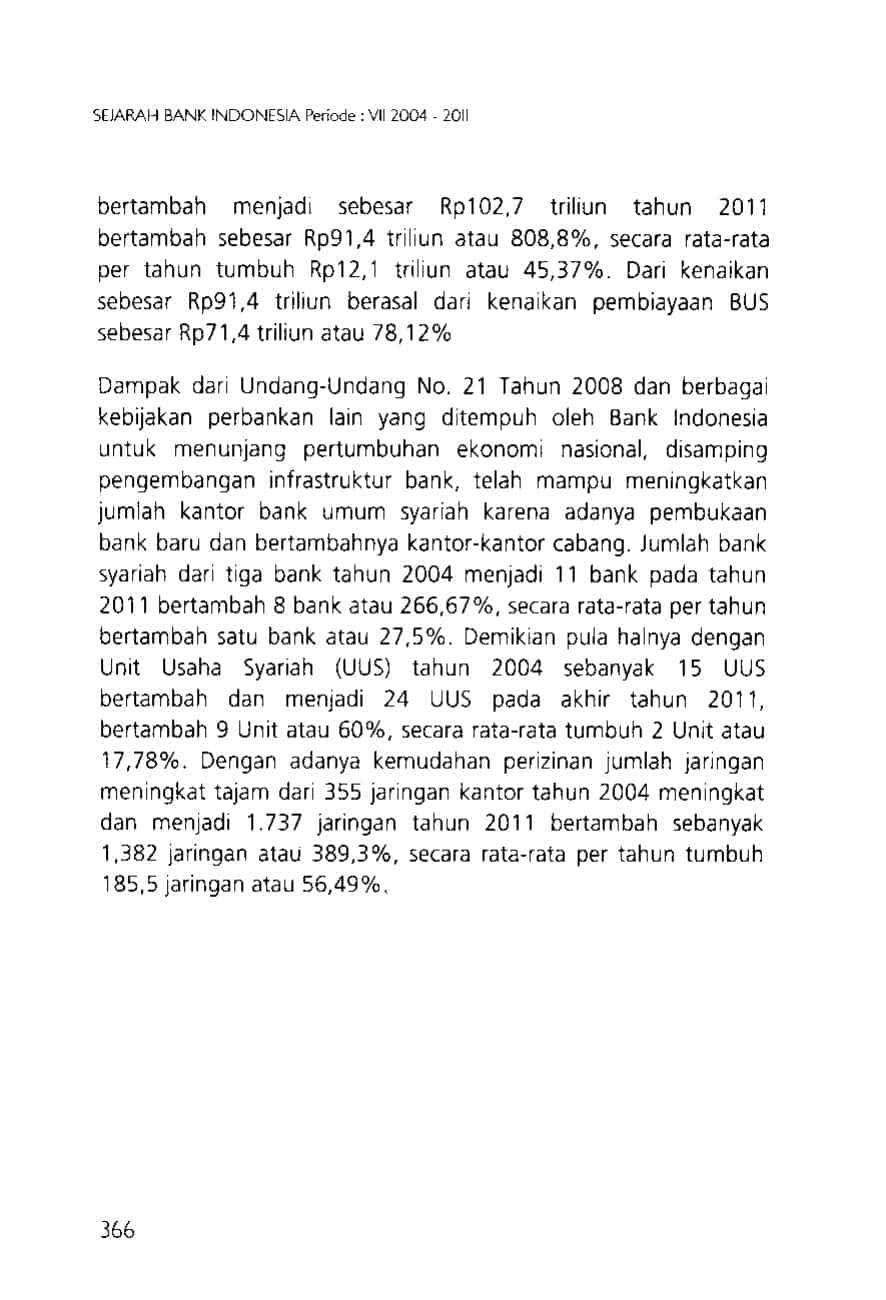 SEJARAH BANK INDONESIA Periode : VII 2004 - 2011
bertambah menjadi sebesar Rp102,7 triliun tahun 2011
bertambah sebesar Rp91,4 triliun atau 808,8%, secara rata-rata
per tahun tumbuh Rp12,1 triliun atau 45,37%. Dari kenaikan
sebesar Rp91,4 triliun berasal dari kenaikan pembiayaan BUS
sebesar Rp71,4 triliun atau 78,12%
Dampak dari Undang-Undang No. 21 Tahun 2008 dan berbagai
kebijakan perbankan lain yang ditempuh oleh Bank Indonesia
untuk menunjang pertumbuhan ekonomi nasional, disamping
pengembangan infrastruktur bank, telah mampu meningkatkan
jumlah kantor bank umum syariah karena adanya pembukaan
bank baru dan bertambahnya kantor-kantor cabang. Jumlah bank
syariah dari tiga bank tahun 2004 menjadi 11 bank pada tahun
2011 bertambah 8 bank atau 266,67%, secara rata-rata per tahun
bertambah satu bank atau 27,5%. Demikian pula halnya dengan
Unit Usaha Syariah (UUS) tahun 2004 sebanyak 15 UUS
bertambah dan menjadi 24 UUS pada akhir tahun 2011,
bertambah 9 Unit atau 60%, secara rata-rata tumbuh 2 Unit atau
17,78%. Dengan adanya kemudahan perizinan jumlah jaringan
meningkat tajam dari 355 jaringan kantor tahun 2004 meningkat
dan menjadi 1.737 jaringan tahun 2011 bertambah sebanyak
1,382 jaringan atau 389,3%, secara rata-rata per tahun tumbuh
185,5 jaringan atau 56,49%.
366